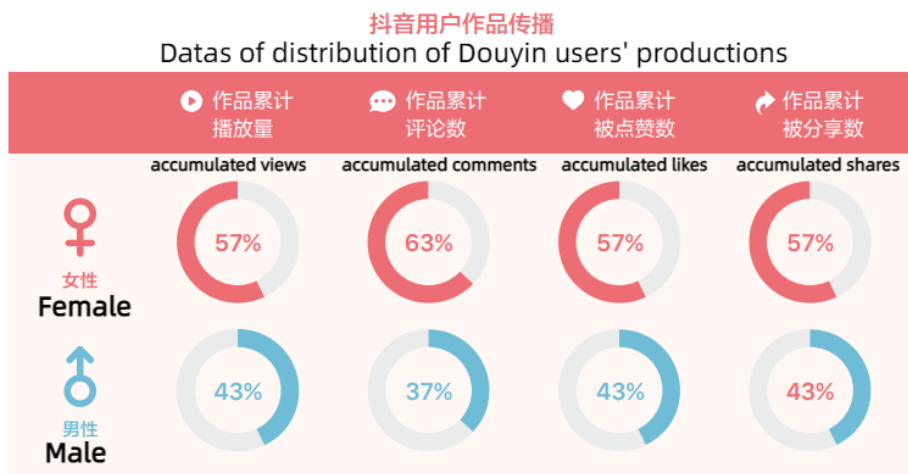 抖音用户作品传播
Datas of distribution of Douyin users' productions
作品累计
播放量
作品累计
评论数
作品累计
被点赞数
作品累计
被分享数
accumulated views
accumulated comments
accumulated likes
accumulated shares
57%
63%
57%
57%
女性
Female
43%
37%
43%
43%
男性
Male